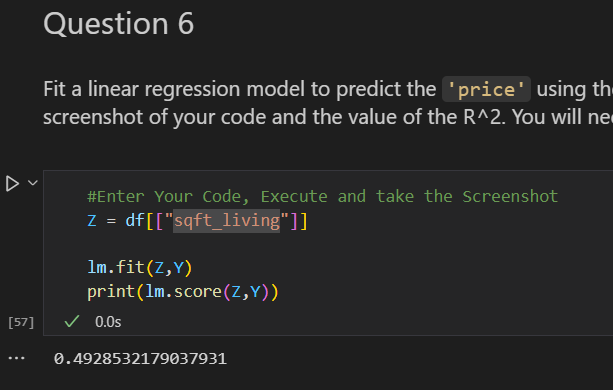 Question 6
Fit a linear regression model to predict the 'price' using the
screenshot of your code and the value of the R^2. You will nee
#Enter Your Code, Execute and take the Screenshot
Z = df[["sqft_living"]]
lm.fit(Z,Y)
print(lm.score(Z,Y))
[57] 0.0s
... 0.4928532179037931